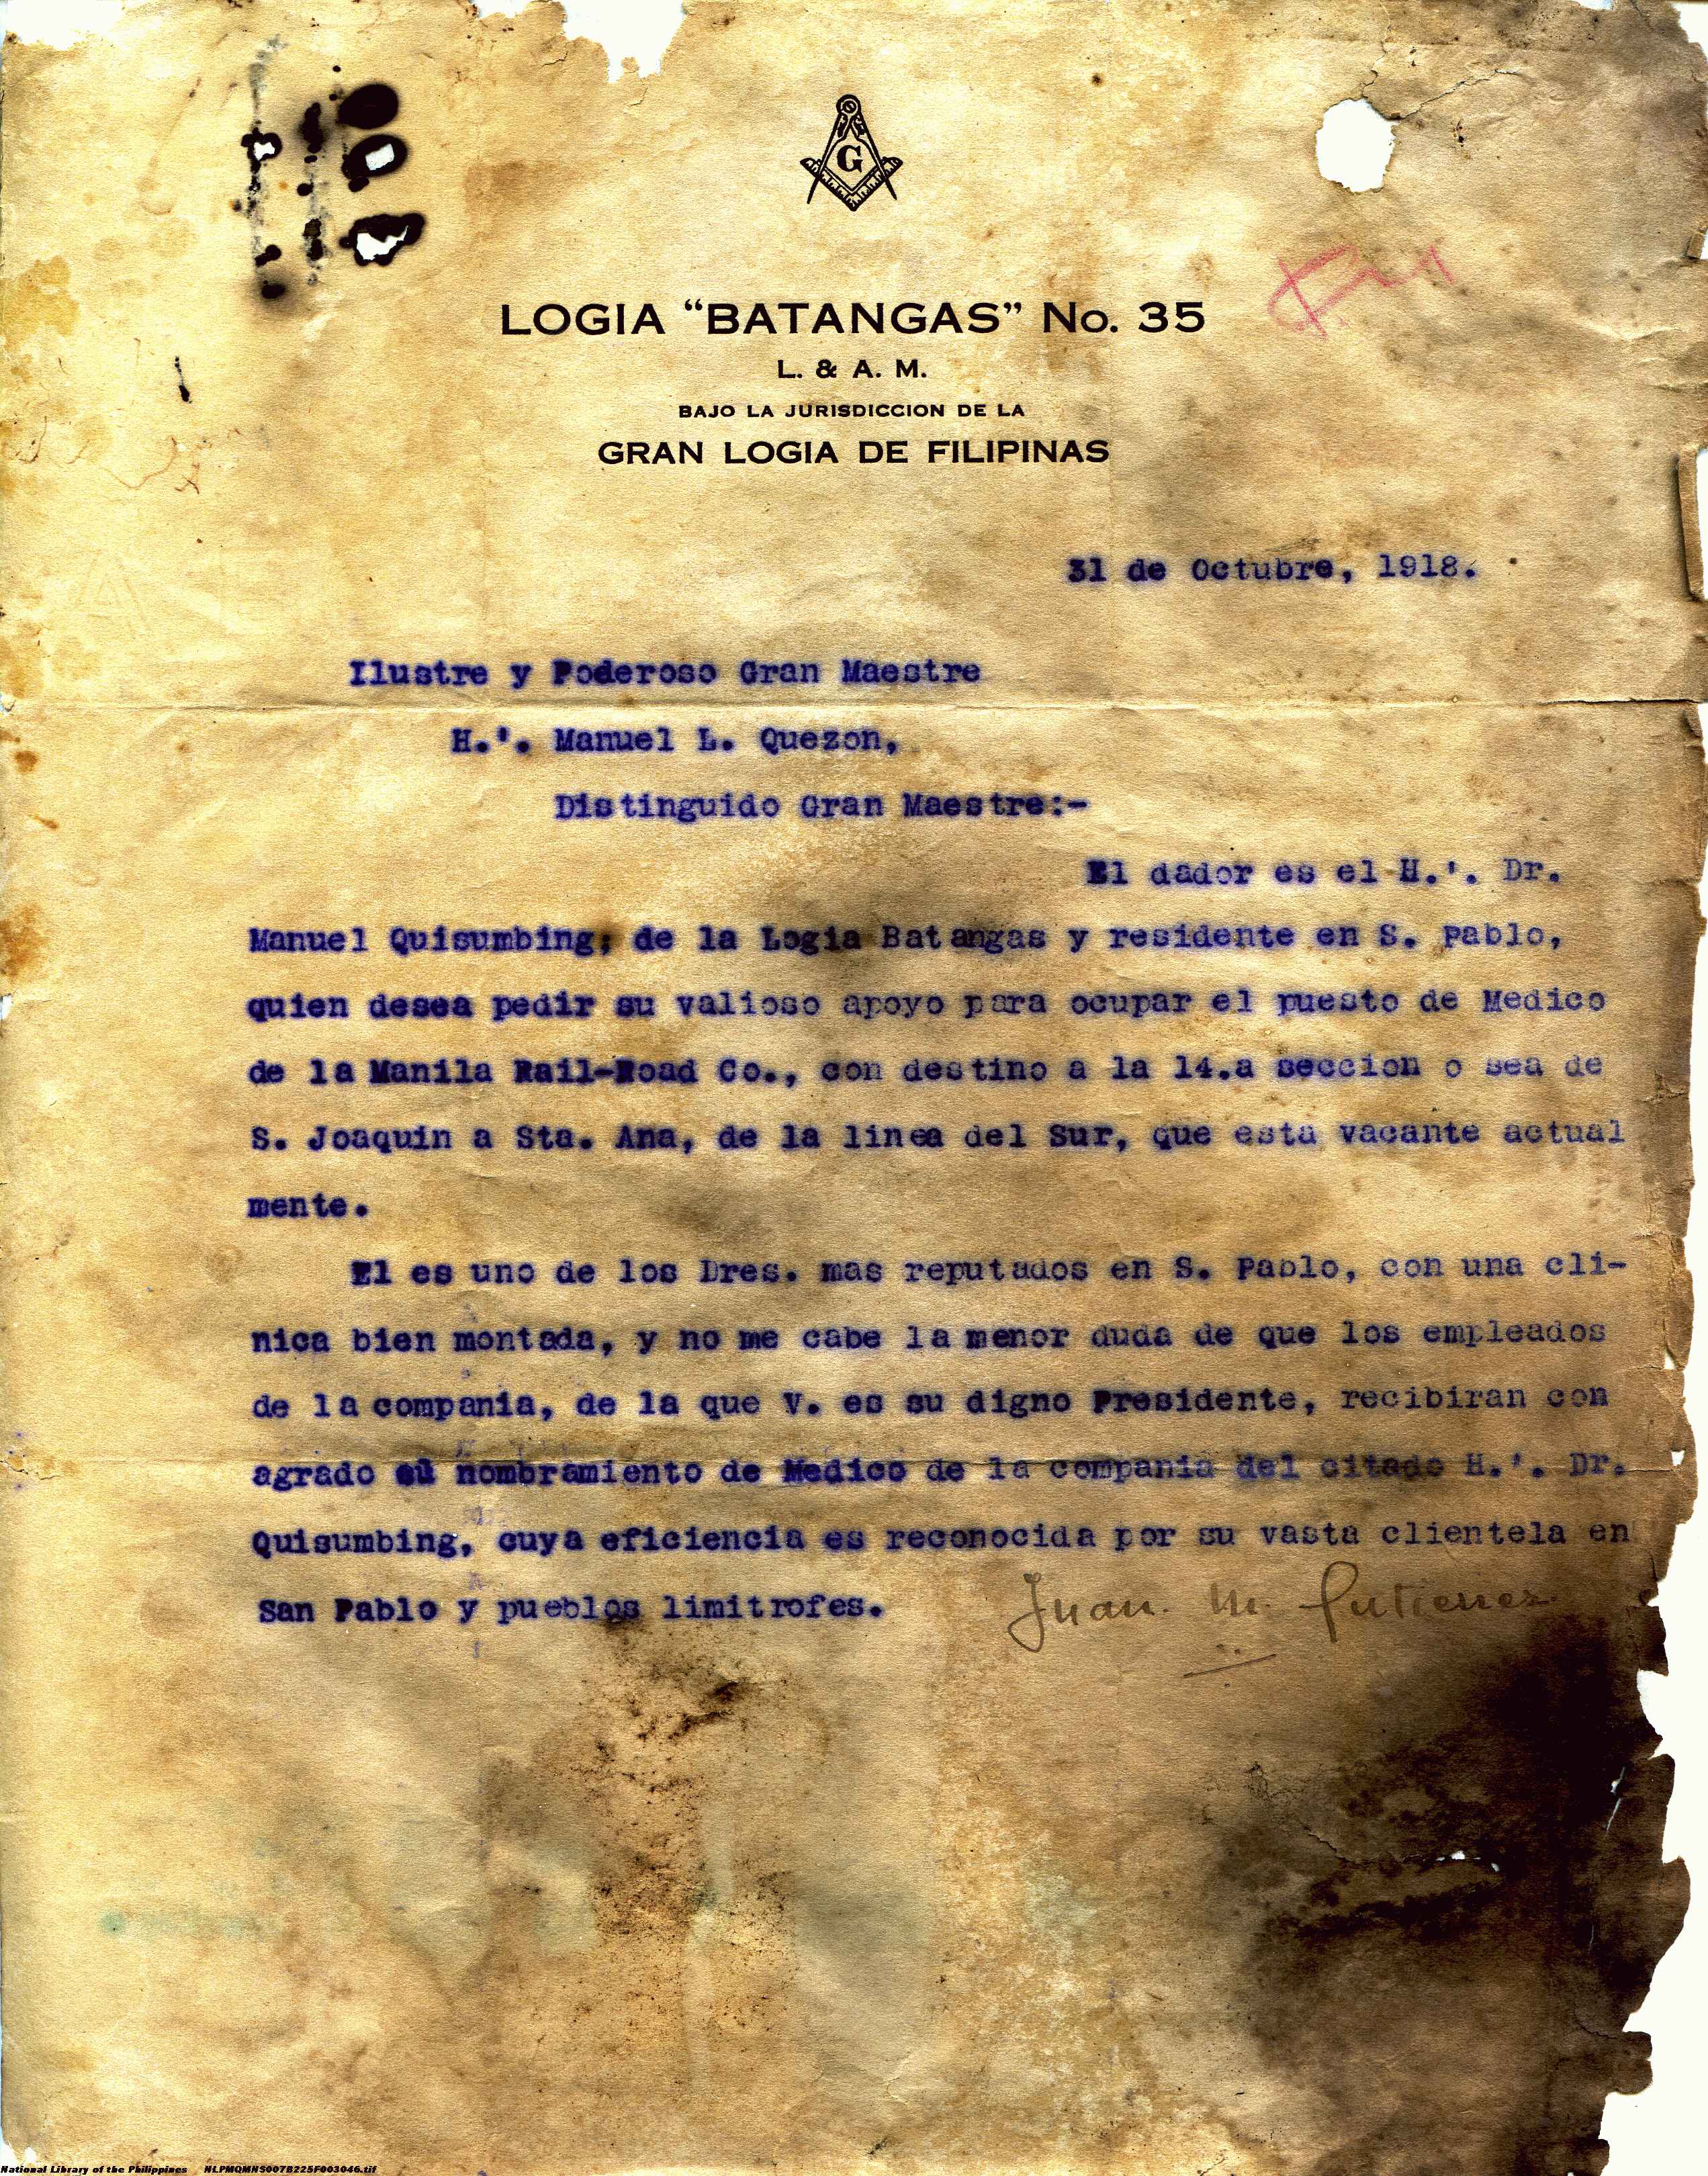 G
LOGIA “BATANGAS” No. 35
L. & A. M.
BAJO LA JURISDICCION DE LA
GRAN LOGIA DE FILIPINAS
31 de Octubre, 1918.
Ilustre y Poderoso Gran Maestre
H.'. Manuel L. Quezon,
Distinguido Gran Maestre:-
El dador es el H.'. Dr.
Manuel Quisumbing, de la Logia Batangas y residente en S. Pablo,
quien desea pedir su valioso apoyo para ocupar el puesto de Medico
de la Manila Rail-Road Co., con destino a la 14.a seccion o sea de
S. Joaquin a Sta. Ana, de la linea del Sur, que esta vacante actual
mente.
El es uno de los Dres. mas reputados en S. Pablo, con una cli-
nica bien montada, y no me cabe la menor duda de que los empleados
de la compania, de la que V. es su digno Presidente, recibiran con
agrado el nombramiento de Medico de la compania del citado H.'. Dr.
Quisumbing, cuya eficiencia es reconocida por su vasta clientela en
San Pablo y pueblos limitrofes.
Juan M. Gutierrez
National Library of the Philippines NLPMQMNS007B225F003046.tif